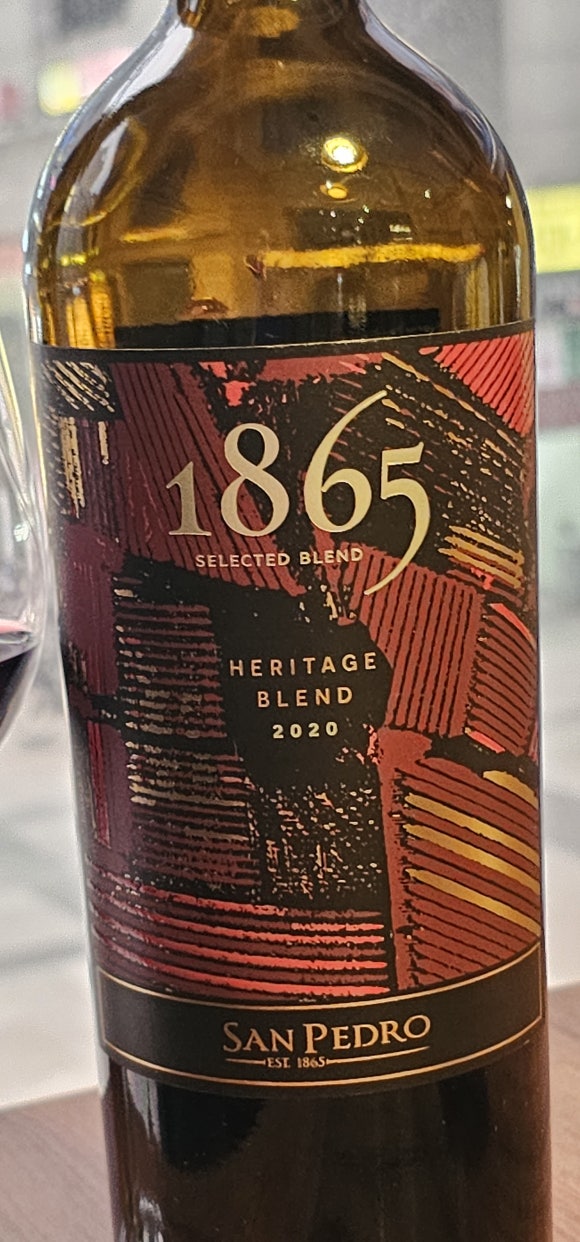 1865
SELECTED BLEND
HERITAGE
BLEND
2020
SAN PEDRO
EST. 1865